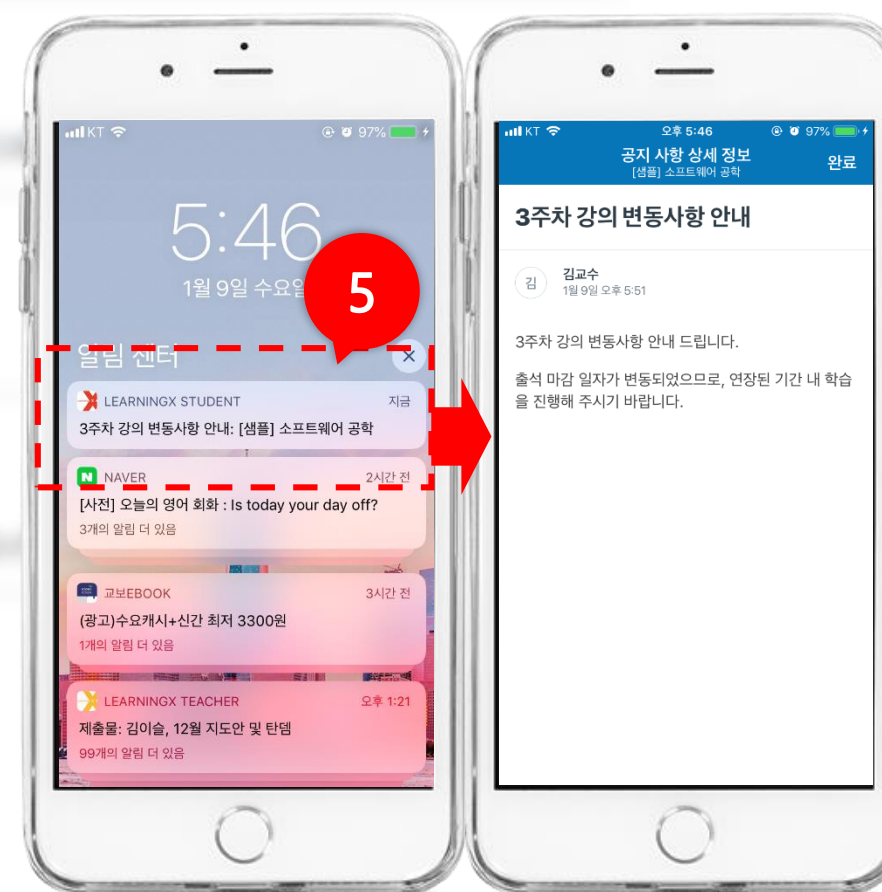 KT
97%
5:46
1월 9일 수요일
5
알림 센터
LEARNINGX STUDENT
지금
3주차 강의 변동사항 안내: [샘플] 소프트웨어 공학
NAVER
2시간 전
[사전] 오늘의 영어 회화 : Is today your day off?
3개의 알림 더 있음
교보EBOOK
3시간 전
(광고)수요캐시+신간 최저 3300원
1개의 알림 더 있음
LEARNINGX TEACHER
오후 1:21
제출물: 김이슬, 12월 지도안 및 탄뎀
99개의 알림 더 있음
KT
오후 5:46
97%
공지 사항 상세 정보
[샘플] 소프트웨어 공학
완료
3주차 강의 변동사항 안내
김
김교수
1월 9일 오후 5:51
3주차 강의 변동사항 안내 드립니다.
출석 마감 일자가 변동되었으므로, 연장된 기간 내 학습
을 진행해 주시기 바랍니다.